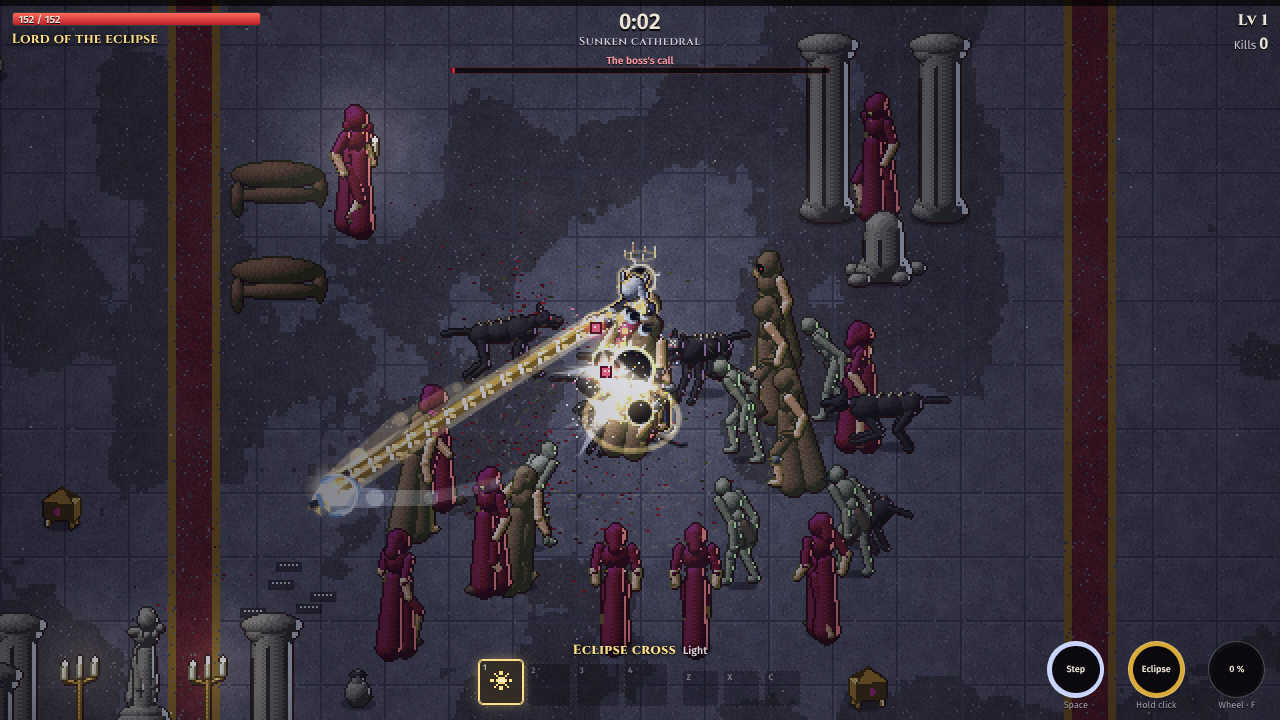 152 / 152
LORD OF THE ECLIPSE
0:02
SUNKEN CATHEDRAL
The boss's call
Lv 1
Kills 0
ECLIPSE CROSS Light
1 2 3 4 Z X C
Step
Space
Eclipse
Hold click
0 %
Wheel · F